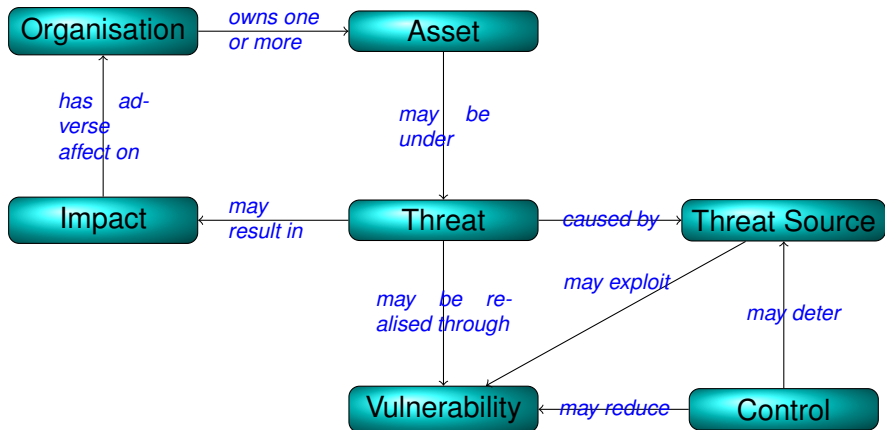 Organisation
owns one
or more
Asset
has ad-
verse
affect on
may be
under
Impact
may
result in
Threat
caused by
Threat Source
may be re-
alised through
may exploit
may deter
Vulnerability
may reduce
Control